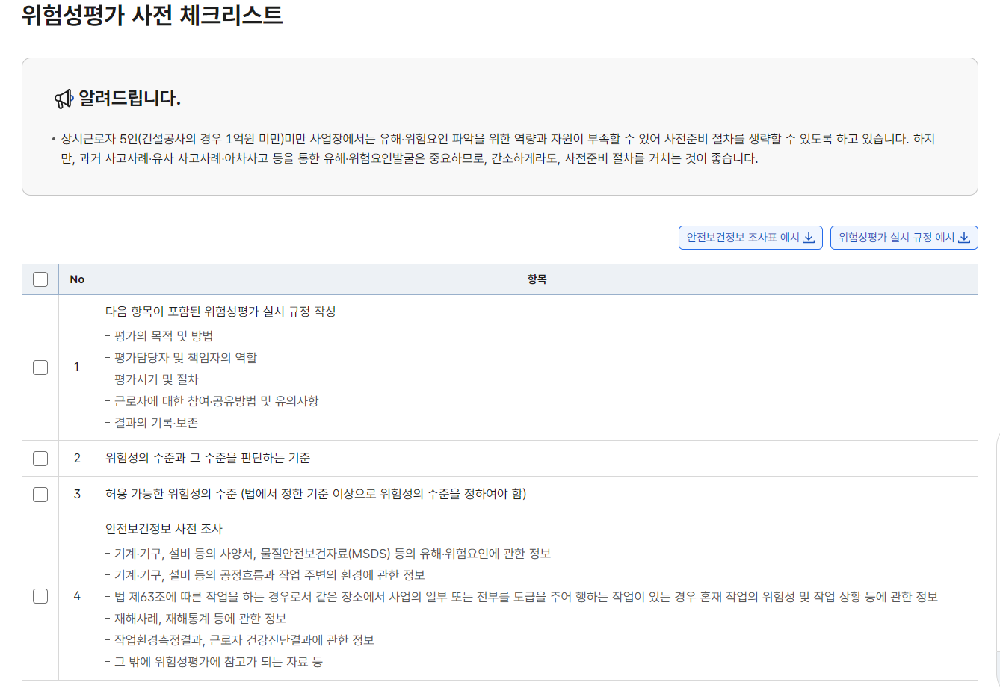 위험성평가 사전 체크리스트
알려드립니다.
• 상시근로자 5인(건설공사의 경우 1억원 미만)미만 사업장에서는 유해·위험요인 파악을 위한 역량과 자원이 부족할 수 있어 사전준비 절차를 생략할 수 있도록 하고 있습니다. 하지
만, 과거 사고사례·유사 사고사례·아차사고 등을 통한 유해·위험요인발굴은 중요하므로, 간소하게라도, 사전준비 절차를 거치는 것이 좋습니다.
안전보건정보 조사표 예시 위험성평가 실시 규정 예시
No 항목
다음 항목이 포함된 위험성평가 실시 규정 작성
- 평가의 목적 및 방법
- 평가담당자 및 책임자의 역할
1
- 평가시기 및 절차
- 근로자에 대한 참여·공유방법 및 유의사항
- 결과의 기록·보존
2 위험성의 수준과 그 수준을 판단하는 기준
3 허용 가능한 위험성의 수준 (법에서 정한 기준 이상으로 위험성의 수준을 정하여야 함)
안전보건정보 사전 조사
- 기계·기구, 설비 등의 사양서, 물질안전보건자료(MSDS) 등의 유해·위험요인에 관한 정보
- 기계·기구, 설비 등의 공정흐름과 작업 주변의 환경에 관한 정보
4 - 법 제63조에 따른 작업을 하는 경우로서 같은 장소에서 사업의 일부 또는 전부를 도급을 주어 행하는 작업이 있는 경우 혼재 작업의 위험성 및 작업 상황 등에 관한 정보
- 재해사례, 재해통계 등에 관한 정보
- 작업환경측정결과, 근로자 건강진단결과에 관한 정보
- 그 밖에 위험성평가에 참고가 되는 자료 등